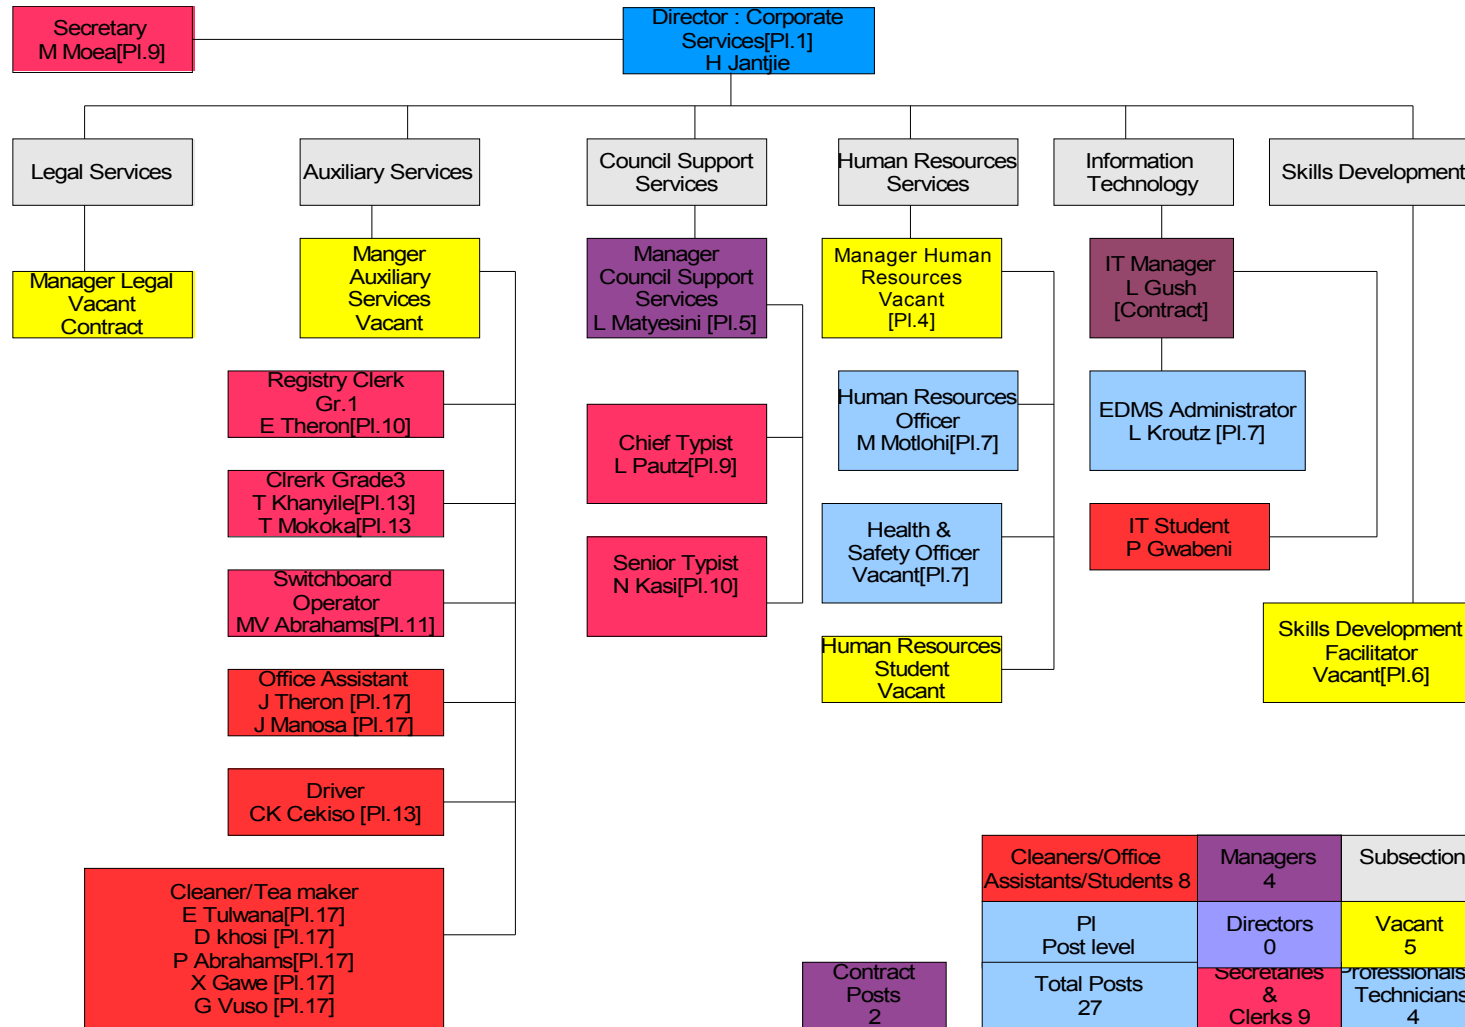 Secretary
M Moea[Pl.9]
Director : Corporate
Services[Pl.1]
H Jantjie
Legal Services
Auxiliary Services
Council Support
Services
Human Resources
Services
Information
Technology
Skills Development
Manager Legal
Vacant
Contract
Manger
Auxiliary
Services
Vacant
Manager
Council Support
Services
L Matyesini [Pl.5]
Manager Human
Resources
Vacant
[Pl.4]
IT Manager
L Gush
[Contract]
Registry Clerk
Gr.1
E Theron[Pl.10]
Chief Typist
L Pautz[Pl.9]
Human Resources
Officer
M Motlohi[Pl.7]
EDMS Administrator
L Kroutz [Pl.7]
Clrerk Grade3
T Khanyile[Pl.13]
T Mokoka[Pl.13
Senior Typist
N Kasi[Pl.10]
Health &
Safety Officer
Vacant[Pl.7]
IT Student
P Gwabeni
Switchboard
Operator
MV Abrahams[Pl.11]
Human Resources
Student
Vacant
Skills Development
Facilitator
Vacant[Pl.6]
Office Assistant
J Theron [Pl.17]
J Manosa [Pl.17]
Driver
CK Cekiso [Pl.13]
Cleaner/Tea maker
E Tulwana[Pl.17]
D khosi [Pl.17]
P Abrahams[Pl.17]
X Gawe [Pl.17]
G Vuso [Pl.17]
Cleaners/Office
Assistants/Students 8
Managers
4
Subsection
Pl
Post level
Directors
0
Vacant
5
Contract
Posts
2
Total Posts
27
Secretaries
&
Clerks 9
Professionals
Technicians
4